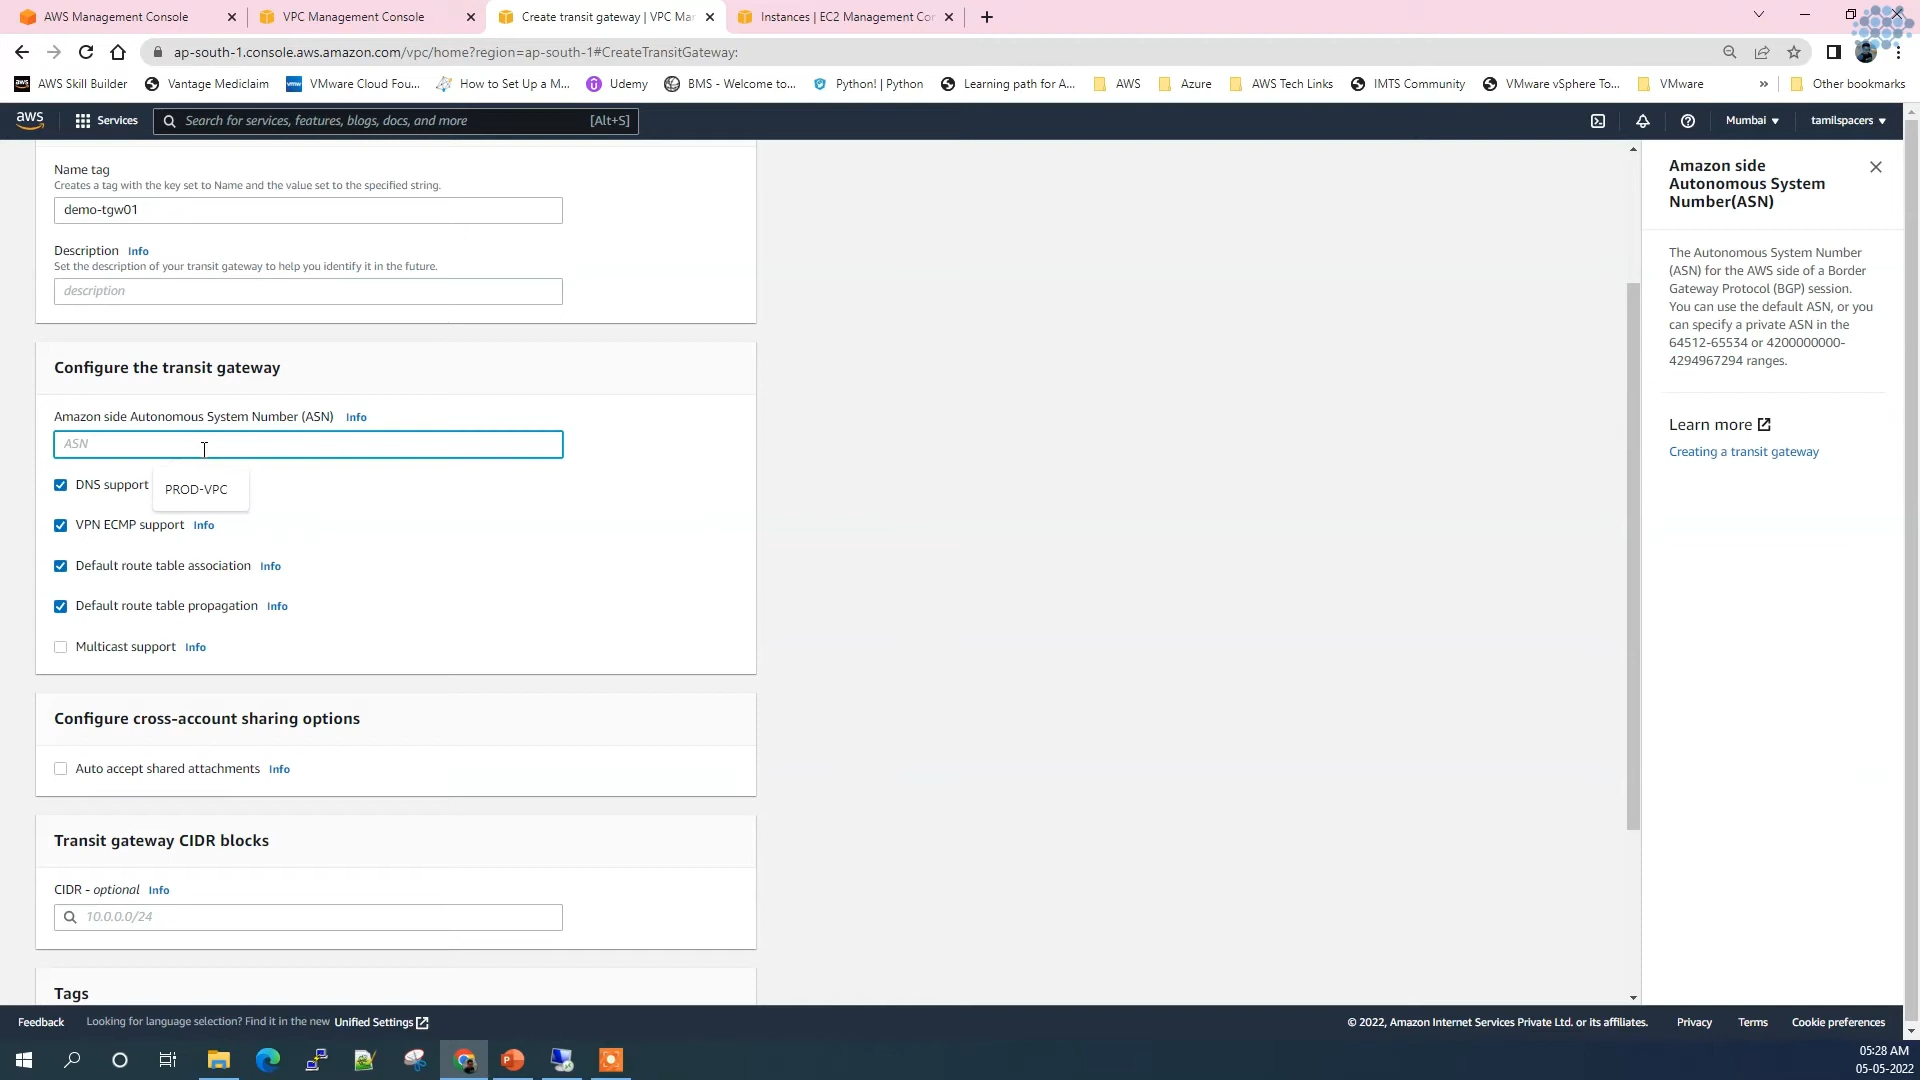 AWS Management Console
VPC Management Console
Create transit gateway | VPC Mar
Instances | EC2 Management Cor
ap-south-1.console.aws.amazon.com/vpc/home?region=ap-south-1#CreateTransitGateway:
AWS Skill Builder
Vantage Mediclaim
VMware Cloud Fou...
How to Set Up a M...
Udemy
BMS - Welcome to...
Python! | Python
Learning path for A...
AWS
Azure
AWS Tech Links
IMTS Community
VMware vSphere To...
VMware
»
Other bookmarks
aws
Services
Search for services, features, blogs, docs, and more
[Alt+S]
Mumbai
tamilspacers
Name tag
Creates a tag with the key set to Name and the value set to the specified string.
demo-tgw01
Description Info
Set the description of your transit gateway to help you identify it in the future.
description
Configure the transit gateway
Amazon side Autonomous System Number (ASN) Info
ASN
DNS support
PROD-VPC
VPN ECMP support Info
Default route table association Info
Default route table propagation Info
Multicast support Info
Configure cross-account sharing options
Auto accept shared attachments Info
Transit gateway CIDR blocks
CIDR - optional Info
10.0.0.0/24
Tags
Amazon side
Autonomous System
Number(ASN)
The Autonomous System Number
(ASN) for the AWS side of a Border
Gateway Protocol (BGP) session.
You can use the default ASN, or you
can specify a private ASN in the
64512-65534 or 4200000000-
4294967294 ranges.
Learn more
Creating a transit gateway
Feedback
Looking for language selection? Find it in the new Unified Settings
© 2022, Amazon Internet Services Private Ltd. or its affiliates.
Privacy
Terms
Cookie preferences
05:28 AM
05-05-2022